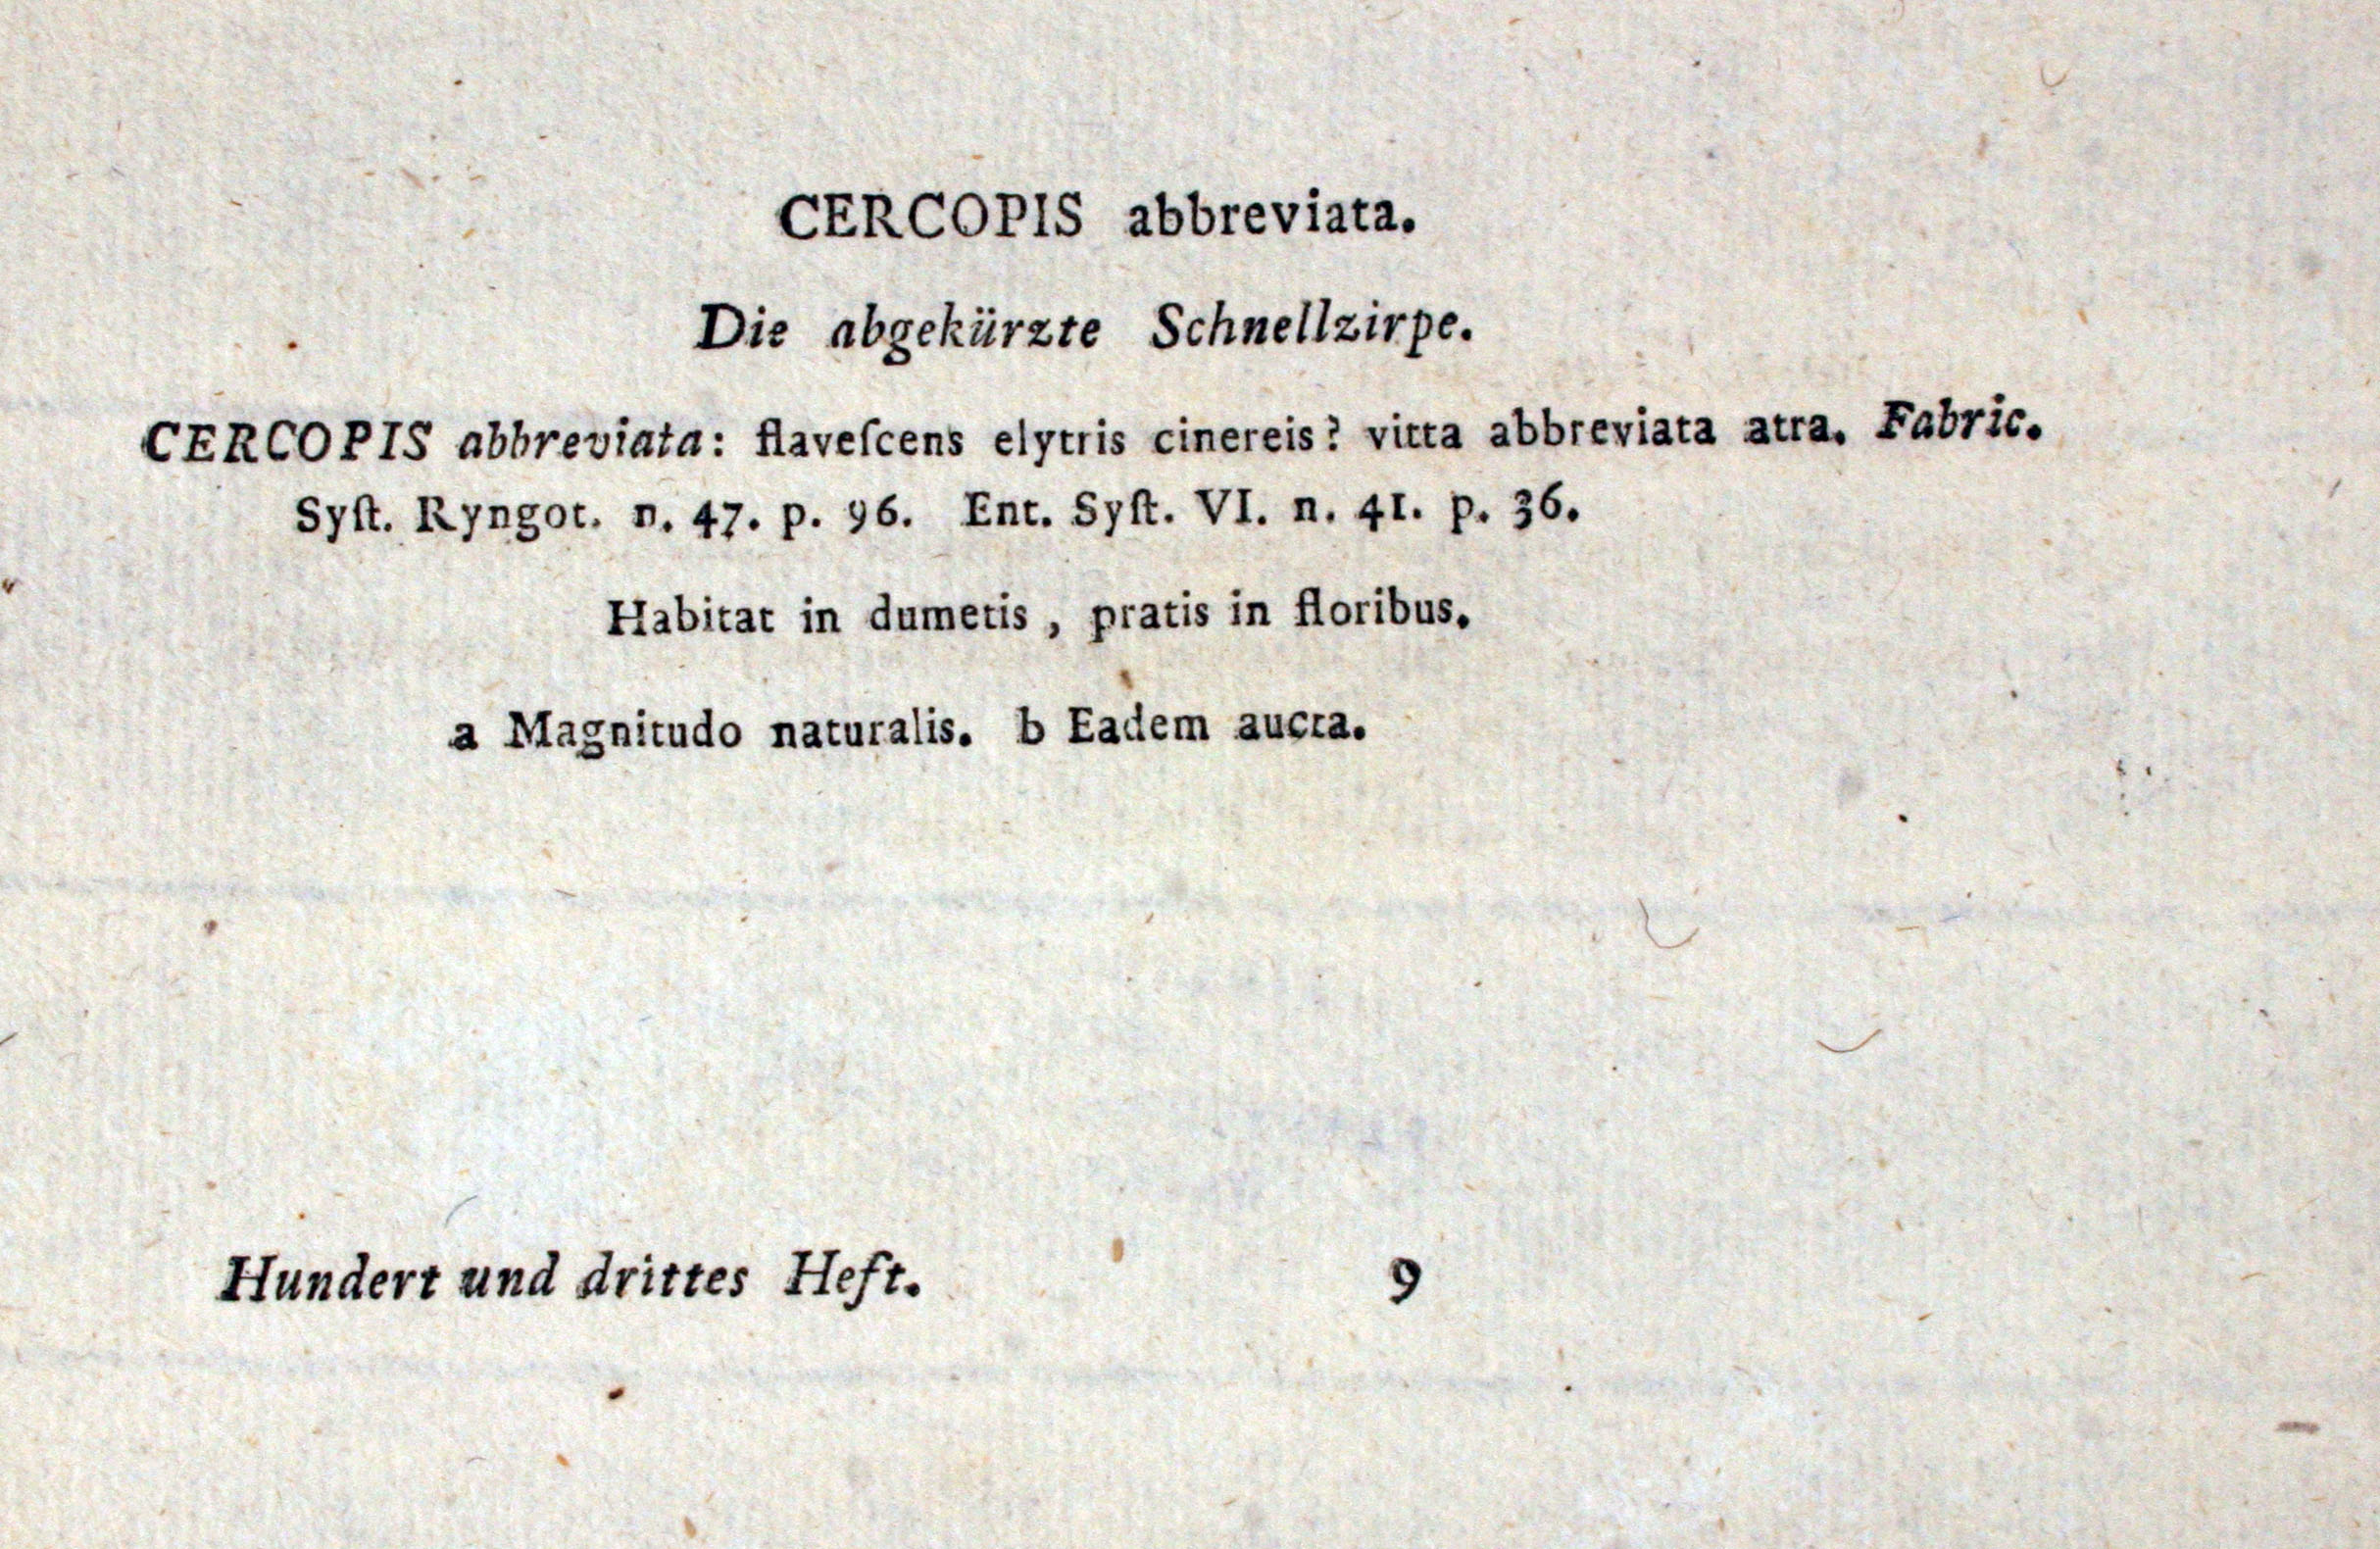 CERCOPIS abbreviata.
Die abgekürzte Schnellzirpe.
CERCOPIS abbreviata: flaveſcens elytris cinereis? vitta abbreviata atra. Fabric.
Syſt. Ryngot. n. 47. p. 96. Ent. Syſt. VI. n. 41. p. 36.
Habitat in dumetis , pratis in floribus.
a Magnitudo naturalis. b Eadem aucta.
Hundert und drittes Heft. 9